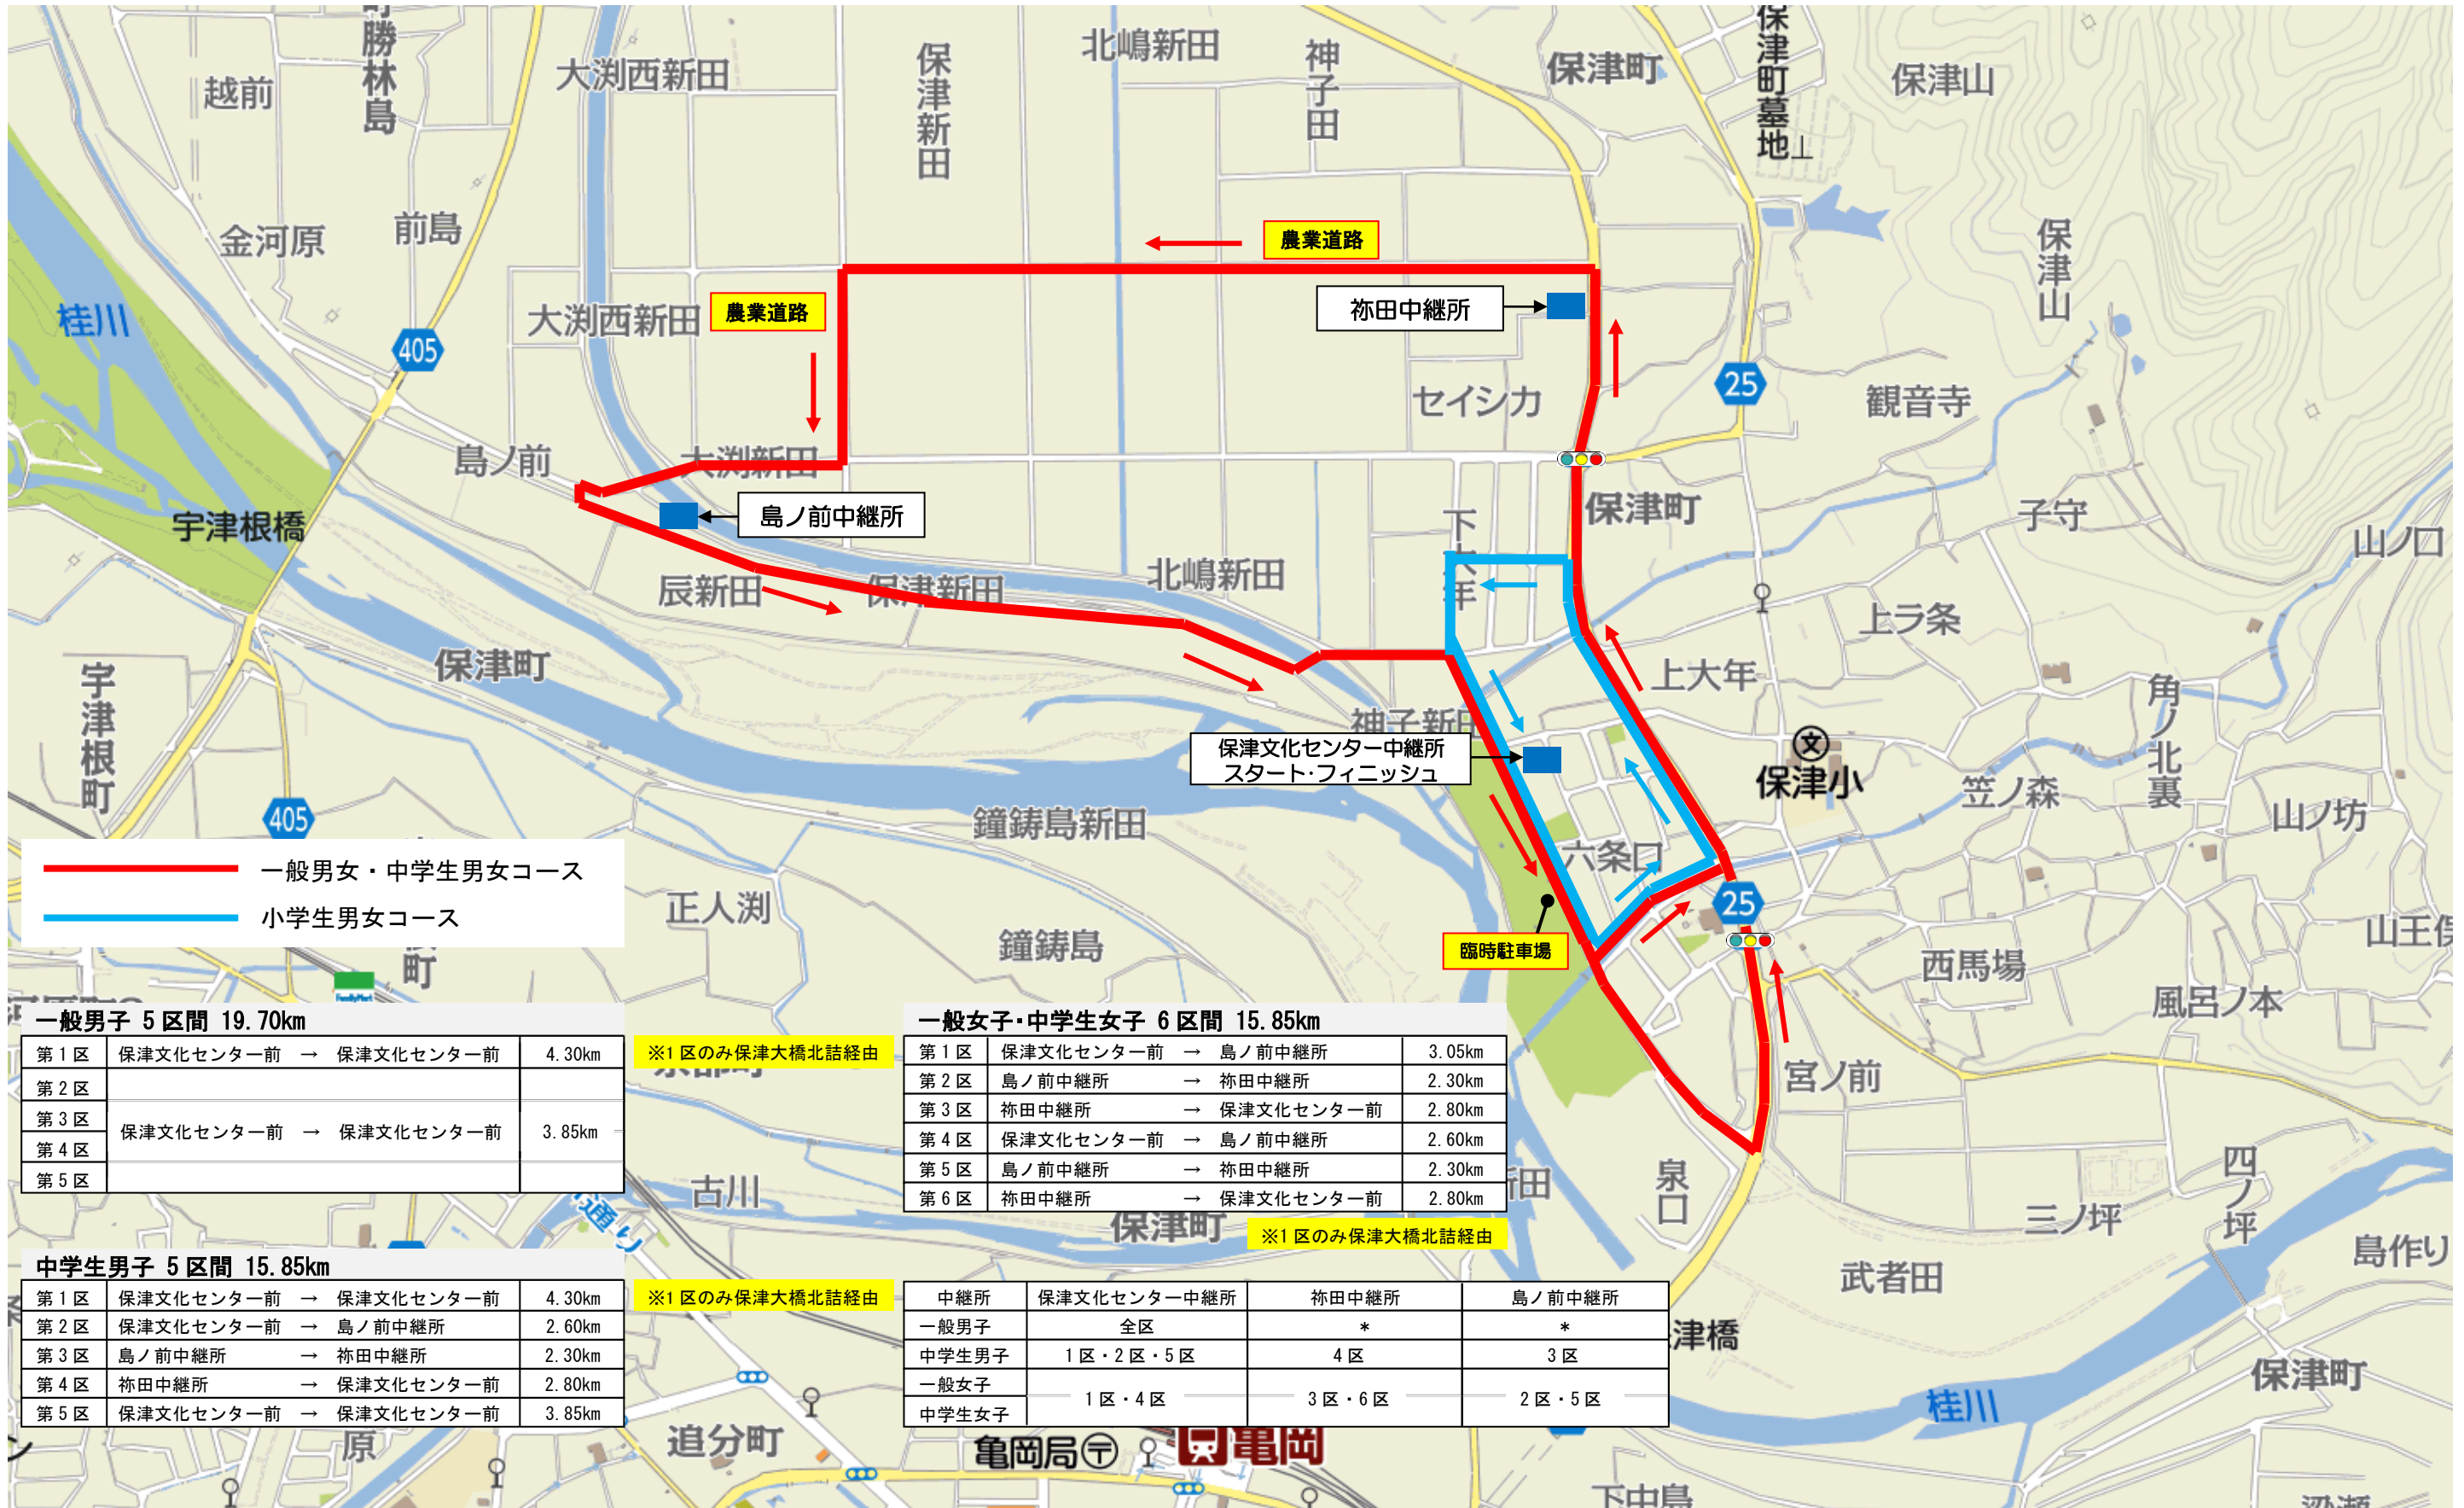 町勝林島
越前
大渕西新田
保津新田
北嶋新田
神子田
保津町
保津町墓地
保津山
金河原
前島
農業道路
保津山
桂川
405
大渕西新田
農業道路
祢田中継所
25
セイシカ
観音寺
島ノ前
大渕新田
宇津根橋
島ノ前中継所
保津町
子守
山ノ口
下大年
辰新田
保津新田
北嶋新田
上ラ条
保津町
上大年
宇津根町
神子新田
角ノ北裏
保津文化センター中継所
スタート・フィニッシュ
文
保津小
405
鐘鋳島新田
笠ノ森
山ノ坊
六条口
一般男女・中学生男女コース
小学生男女コース
正人渕
鐘鋳島
25
臨時駐車場
西馬場
風呂ノ本
町
一般男子 5区間 19.70km
第1区 保津文化センター前 → 保津文化センター前 4.30km
※1区のみ保津大橋北詰経由
第2区
第3区
第4区
第5区
保津文化センター前 → 保津文化センター前 3.85km
一般女子・中学生女子 6区間 15.85km
第1区 保津文化センター前 → 島ノ前中継所 3.05km
第2区 島ノ前中継所 → 祢田中継所 2.30km
第3区 祢田中継所 → 保津文化センター前 2.80km
第4区 保津文化センター前 → 島ノ前中継所 2.60km
第5区 島ノ前中継所 → 祢田中継所 2.30km
第6区 祢田中継所 → 保津文化センター前 2.80km
※1区のみ保津大橋北詰経由
宮ノ前
古川
通り
保津町
新田
泉口
三ノ坪
四ノ坪
島作り
武者田
中学生男子 5区間 15.85km
第1区 保津文化センター前 → 保津文化センター前 4.30km
※1区のみ保津大橋北詰経由
第2区 保津文化センター前 → 島ノ前中継所 2.60km
第3区 島ノ前中継所 → 祢田中継所 2.30km
第4区 祢田中継所 → 保津文化センター前 2.80km
第5区 保津文化センター前 → 保津文化センター前 3.85km
中継所 保津文化センター中継所 祢田中継所 島ノ前中継所
一般男子 全区 * *
中学生男子 1区・2区・5区 4区 3区
一般女子
中学生女子
1区・4区 3区・6区 2区・5区
津橋
保津町
桂川
原
追分町
亀岡局
亀岡
下中島